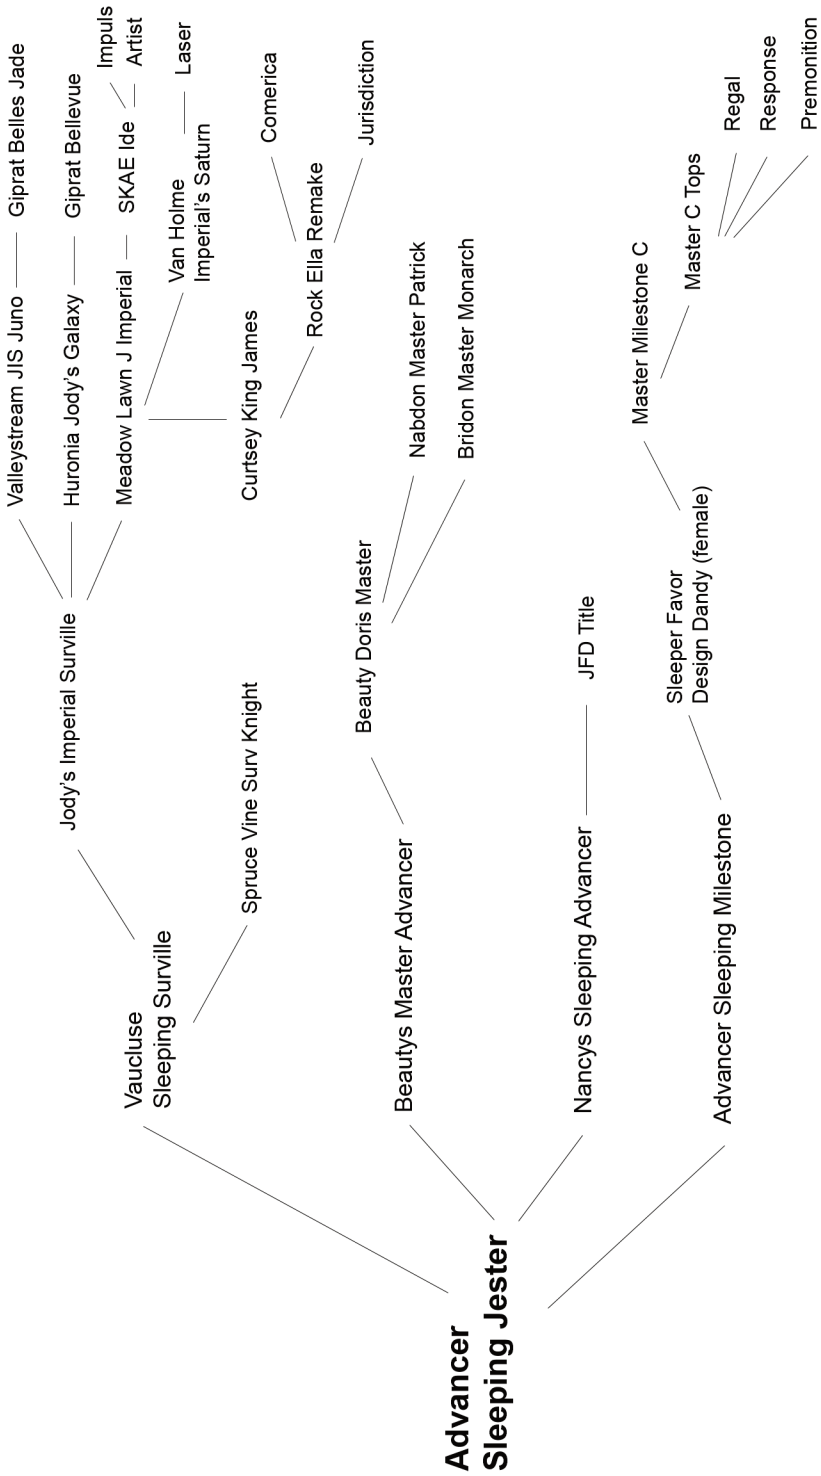 Advancer
Sleeping Jester
Vaucluse
Sleeping Surville
Jody's Imperial Surville
Valleystream JIS Juno
Giprat Belles Jade
Huronia Jody's Galaxy
Giprat Bellevue
Meadow Lawn J Imperial
SKAE Ide
Impuls
Artist
Van Holme
Imperial's Saturn
Laser
Curtsey King James
Rock Ella Remake
Comerica
Jurisdiction
Spruce Vine Surv Knight
Beautys Master Advancer
Beauty Doris Master
Nabdon Master Patrick
Bridon Master Monarch
Nancys Sleeping Advancer
JFD Title
Advancer Sleeping Milestone
Sleeper Favor
Design Dandy (female)
Master Milestone C
Master C Tops
Regal
Response
Premonition